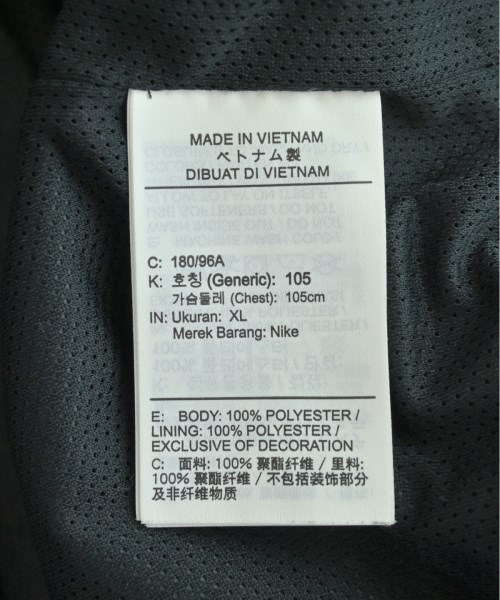 MADE IN VIETNAM
ベトナム製
DIBUAT DI VIETNAM
C: 180/96A
K: 호칭 (Generic): 105
가슴둘레 (Chest): 105cm
IN: Ukuran: XL
Merek Barang: Nike
E: BODY: 100% POLYESTER /
LINING: 100% POLYESTER /
EXCLUSIVE OF DECORATION
C: 面料: 100% 聚酯纤维 / 里料:
100% 聚酯纤维 / 不包括装饰部分
及非纤维物质